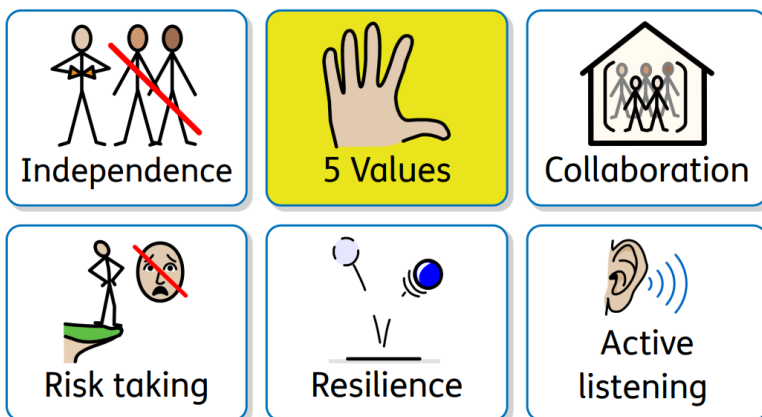 Independence
5 Values
Collaboration
Risk taking
Resilience
Active
listening